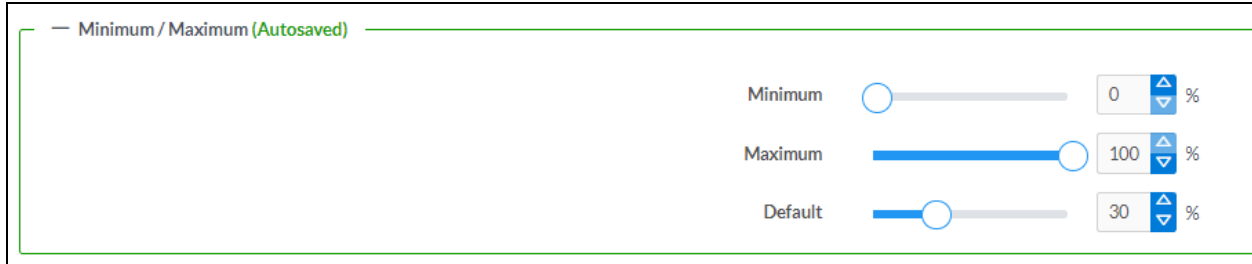 Minimum / Maximum (Autosaved)
Minimum 0 %
Maximum 100 %
Default 30 %